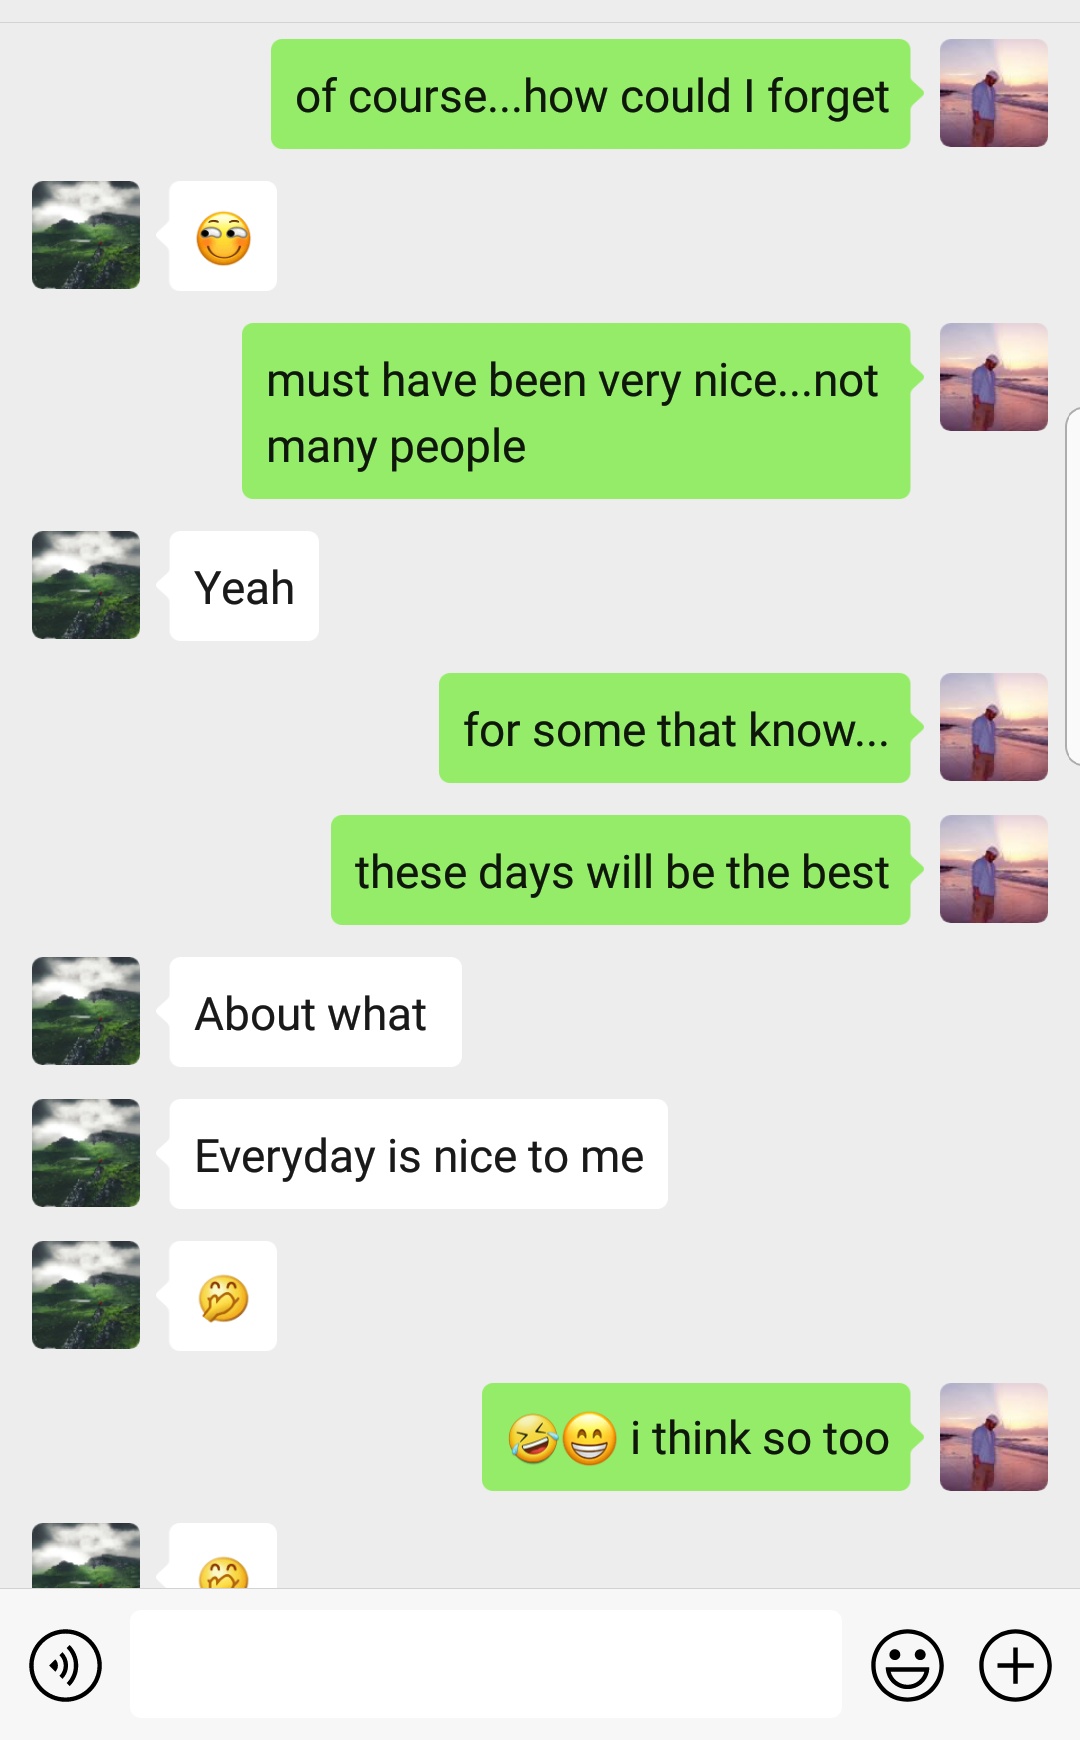 of course...how could I forget
must have been very nice...not
many people
Yeah
for some that know...
these days will be the best
About what
Everyday is nice to me
🤣😁 i think so too